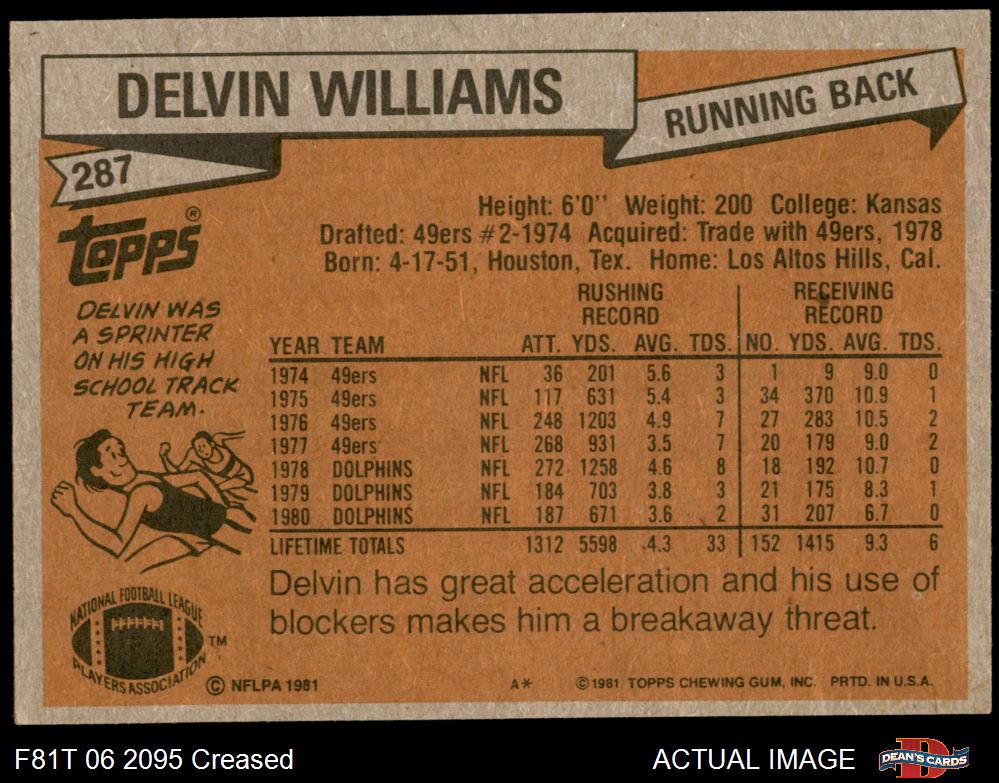 DELVIN WILLIAMS
RUNNING BACK
287
TOPPS®
Height: 6'0" Weight: 200 College: Kansas
Drafted: 49ers #2-1974 Acquired: Trade with 49ers, 1978
Born: 4-17-51, Houston, Tex. Home: Los Altos Hills, Cal.
DELVIN WAS
A SPRINTER
ON HIS HIGH
SCHOOL TRACK
TEAM.
RUSHING RECEIVING
RECORD RECORD
YEAR TEAM ATT. YDS. AVG. TDS. NO. YDS. AVG. TDS.
1974 49ers NFL 36 201 5.6 3 1 9 9.0 0
1975 49ers NFL 117 631 5.4 3 34 370 10.9 1
1976 49ers NFL 248 1203 4.9 7 27 283 10.5 2
1977 49ers NFL 268 931 3.5 7 20 179 9.0 2
1978 DOLPHINS NFL 272 1258 4.6 8 18 192 10.7 0
1979 DOLPHINS NFL 184 703 3.8 3 21 175 8.3 1
1980 DOLPHINS NFL 187 671 3.6 2 31 207 6.7 0
LIFETIME TOTALS 1312 5598 4.3 33 152 1415 9.3 6
Delvin has great acceleration and his use of
blockers makes him a breakaway threat.
NATIONAL FOOTBALL LEAGUE
PLAYERS ASSOCIATION
TM
© NFLPA 1981 A* © 1981 TOPPS CHEWING GUM, INC. PRTD. IN U.S.A.
F81T 06 2095 Creased ACTUAL IMAGE
D
DEAN'S CARDS